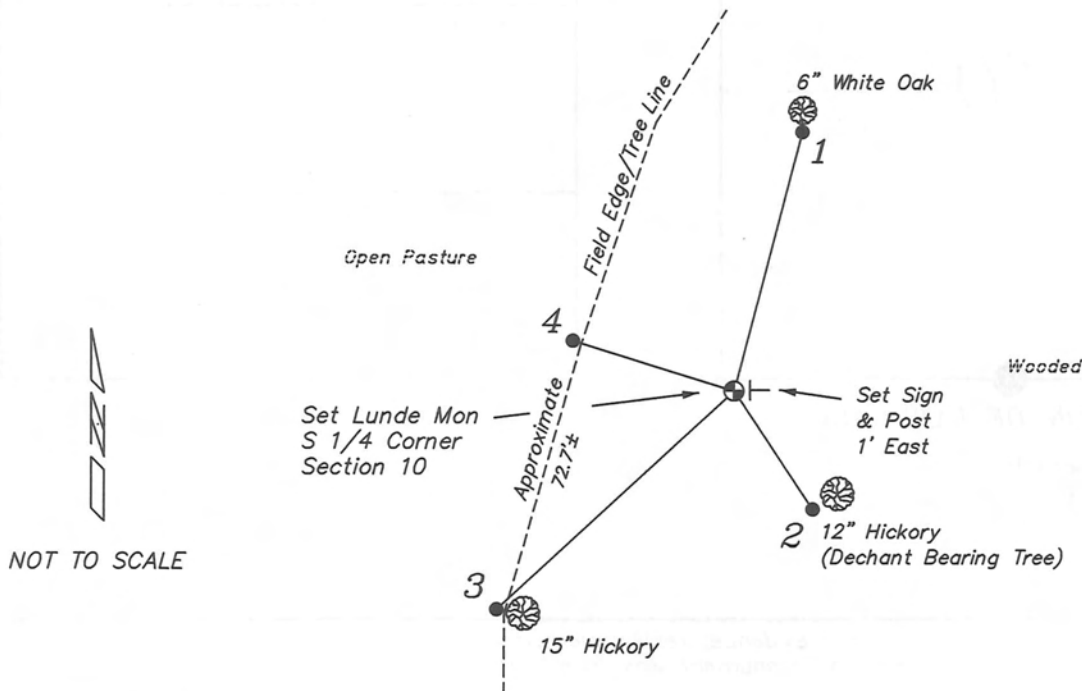 6" White Oak
1
Field Edge/Tree Line
Open Pasture
4
Wooded
Set Lunde Mon
S 1/4 Corner
Section 10
Approximate
72.7'±
Set Sign
& Post
1' East
N
NOT TO SCALE
2
12" Hickory
(Dechant Bearing Tree)
3
15" Hickory